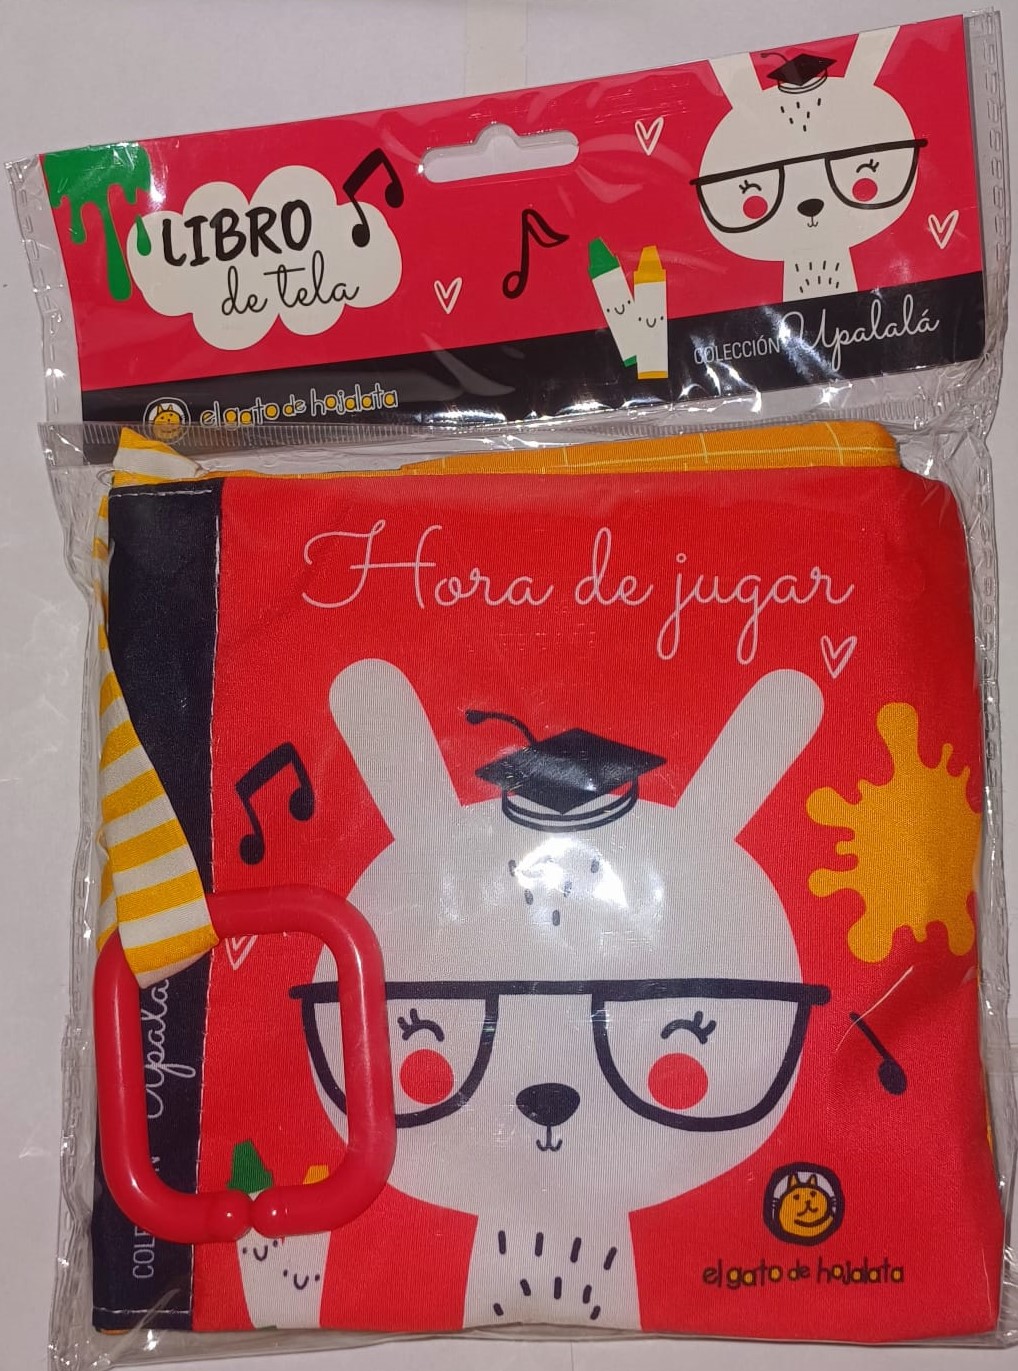 LIBRO
de tela
COLECCIÓN Upalalá
el gato de hojalata
Hora de jugar
el gato de hojalata